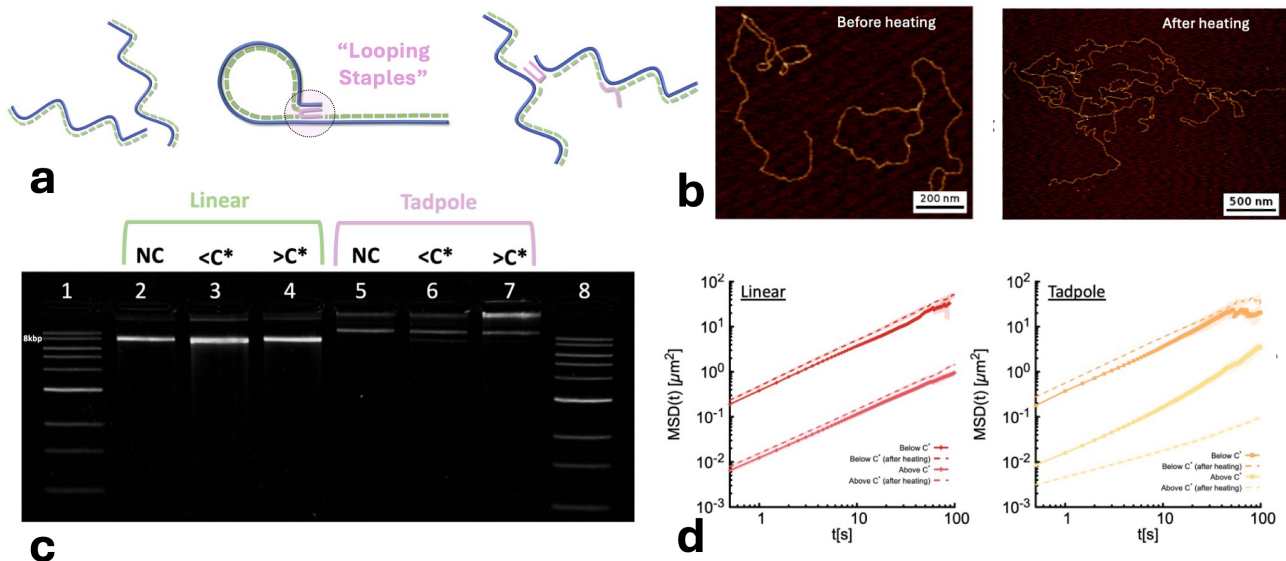 “Looping
Staples”
a
Before heating
200 nm
After heating
500 nm
b
Linear
Tadpole
NC
<C*
>C*
NC
<C*
>C*
1
2
3
4
5
6
7
8
8kbp
c
Linear
MSD(t) [µm²]
10²
10¹
10⁰
10⁻¹
10⁻²
10⁻³
1
10
100
t[s]
Below C*
Below C* (after heating)
Above C*
Above C* (after heating)
Tadpole
MSD(t) [µm²]
10²
10¹
10⁰
10⁻¹
10⁻²
10⁻³
1
10
100
t[s]
Below C*
Below C* (after heating)
Above C*
Above C* (after heating)
d